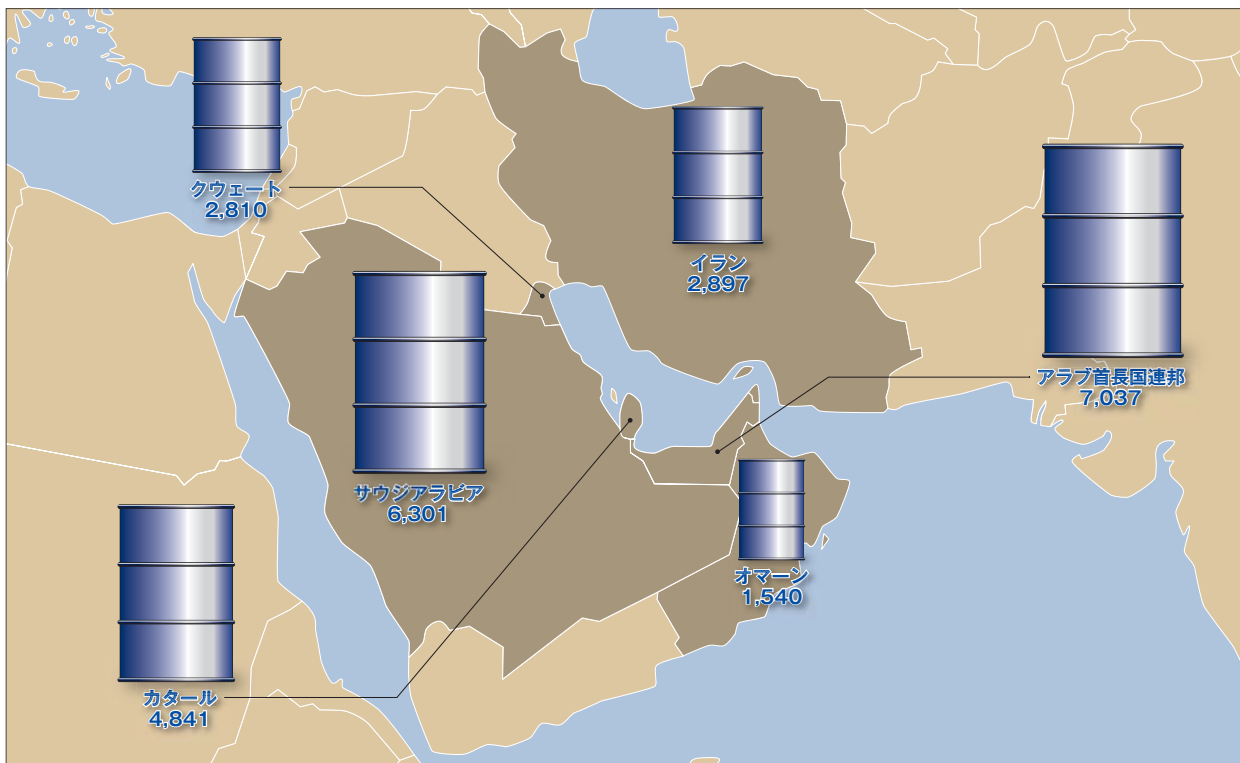 クウェート
2,810
イラン
2,897
アラブ首長国連邦
7,037
サウジアラビア
6,301
オマーン
1,540
カタール
4,841